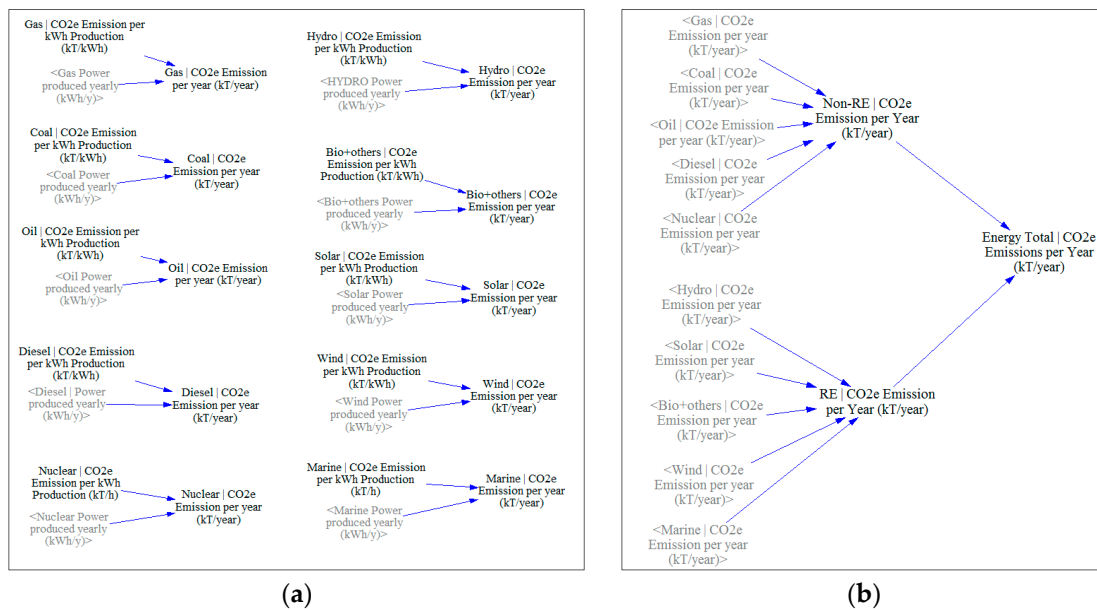 Gas | CO2e Emission per
kWh Production
(kT/kWh)
<Gas Power
produced yearly
(kWh/y)>
Gas | CO2e Emission
per year (kT/year)
Coal | CO2e Emission
per kWh Production
(kT/kWh)
<Coal Power
produced yearly
(kWh/y)>
Coal | CO2e
Emission per year
(kT/year)
Oil | CO2e Emission per
kWh Production
(kT/kWh)
<Oil Power
produced yearly
(kWh/y)>
Oil | CO2e Emission
per year (kT/year)
Diesel | CO2e Emission
per kWh Production
(kT/kWh)
<Diesel | Power
produced yearly
(kWh/y)>
Diesel | CO2e
Emission per year
(kT/year)
Nuclear | CO2e
Emission per kWh
Production (kT/h)
<Nuclear Power
produced yearly
(kWh/y)>
Nuclear | CO2e
Emission per year
(kT/year)
Hydro | CO2e Emission
per kWh Production
(kT/kWh)
<HYDRO Power
produced yearly
(kWh/y)>
Hydro | CO2e
Emission per year
(kT/year)
Bio+others | CO2e
Emission per kWh
Production (kT/kWh)
<Bio+others Power
produced yearly
(kWh/y)>
Bio+others | CO2e
Emission per year
(kT/year)
Solar | CO2e Emission
per kWh Production
(kT/kWh)
<Solar Power
produced yearly
(kWh/y)>
Solar | CO2e
Emission per year
(kT/year)
Wind | CO2e Emission
per kWh Production
(kT/kWh)
<Wind Power
produced yearly
(kWh/y)>
Wind | CO2e
Emission per year
(kT/year)
Marine | CO2e Emission
per kWh Production
(kT/h)
<Marine Power
produced yearly
(kWh/y)>
Marine | CO2e
Emission per year
(kT/year)
(a)
<Gas | CO2e
Emission per year
(kT/year)>
<Coal | CO2e
Emission per year
(kT/year)>
<Oil | CO2e Emission
per year (kT/year)>
<Diesel | CO2e
Emission per year
(kT/year)>
<Nuclear | CO2e
Emission per year
(kT/year)>
Non-RE | CO2e
Emission per Year
(kT/year)
Energy Total | CO2e
Emissions per Year
(kT/year)
<Hydro | CO2e
Emission per year
(kT/year)>
<Solar | CO2e
Emission per year
(kT/year)>
<Bio+others | CO2e
Emission per year
(kT/year)>
<Wind | CO2e
Emission per year
(kT/year)>
<Marine | CO2e
Emission per year
(kT/year)>
RE | CO2e Emission
per Year (kT/year)
(b)